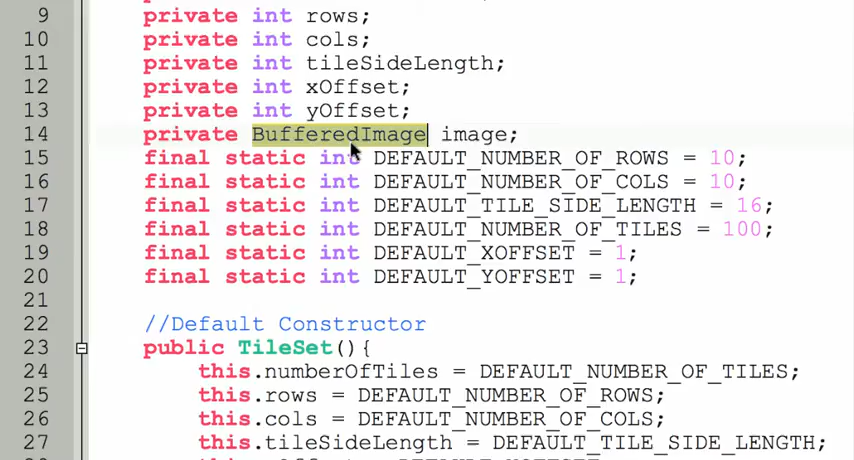 9 private int rows;
10 private int cols;
11 private int tileSideLength;
12 private int xOffset;
13 private int yOffset;
14 private BufferedImage image;
15 final static int DEFAULT_NUMBER_OF_ROWS = 10;
16 final static int DEFAULT_NUMBER_OF_COLS = 10;
17 final static int DEFAULT_TILE_SIDE_LENGTH = 16;
18 final static int DEFAULT_NUMBER_OF_TILES = 100;
19 final static int DEFAULT_XOFFSET = 1;
20 final static int DEFAULT_YOFFSET = 1;
21
22 //Default Constructor
23 public TileSet(){
24 this.numberOfTiles = DEFAULT_NUMBER_OF_TILES;
25 this.rows = DEFAULT_NUMBER_OF_ROWS;
26 this.cols = DEFAULT_NUMBER_OF_COLS;
27 this.tileSideLength = DEFAULT_TILE_SIDE_LENGTH;